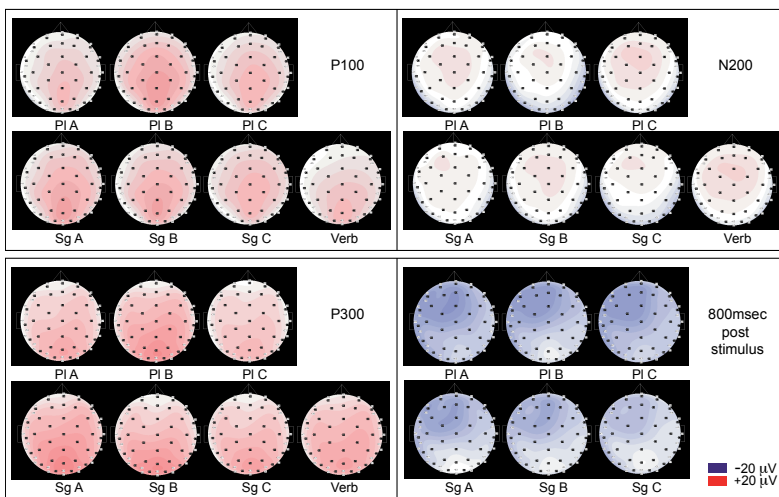 P100
Pl A Pl B Pl C
Sg A Sg B Sg C Verb
N200
Pl A Pl B Pl C
Sg A Sg B Sg C Verb
P300
Pl A Pl B Pl C
Sg A Sg B Sg C Verb
800msec
post
stimulus
Pl A Pl B Pl C
Sg A Sg B Sg C
−20 μV
+20 μV